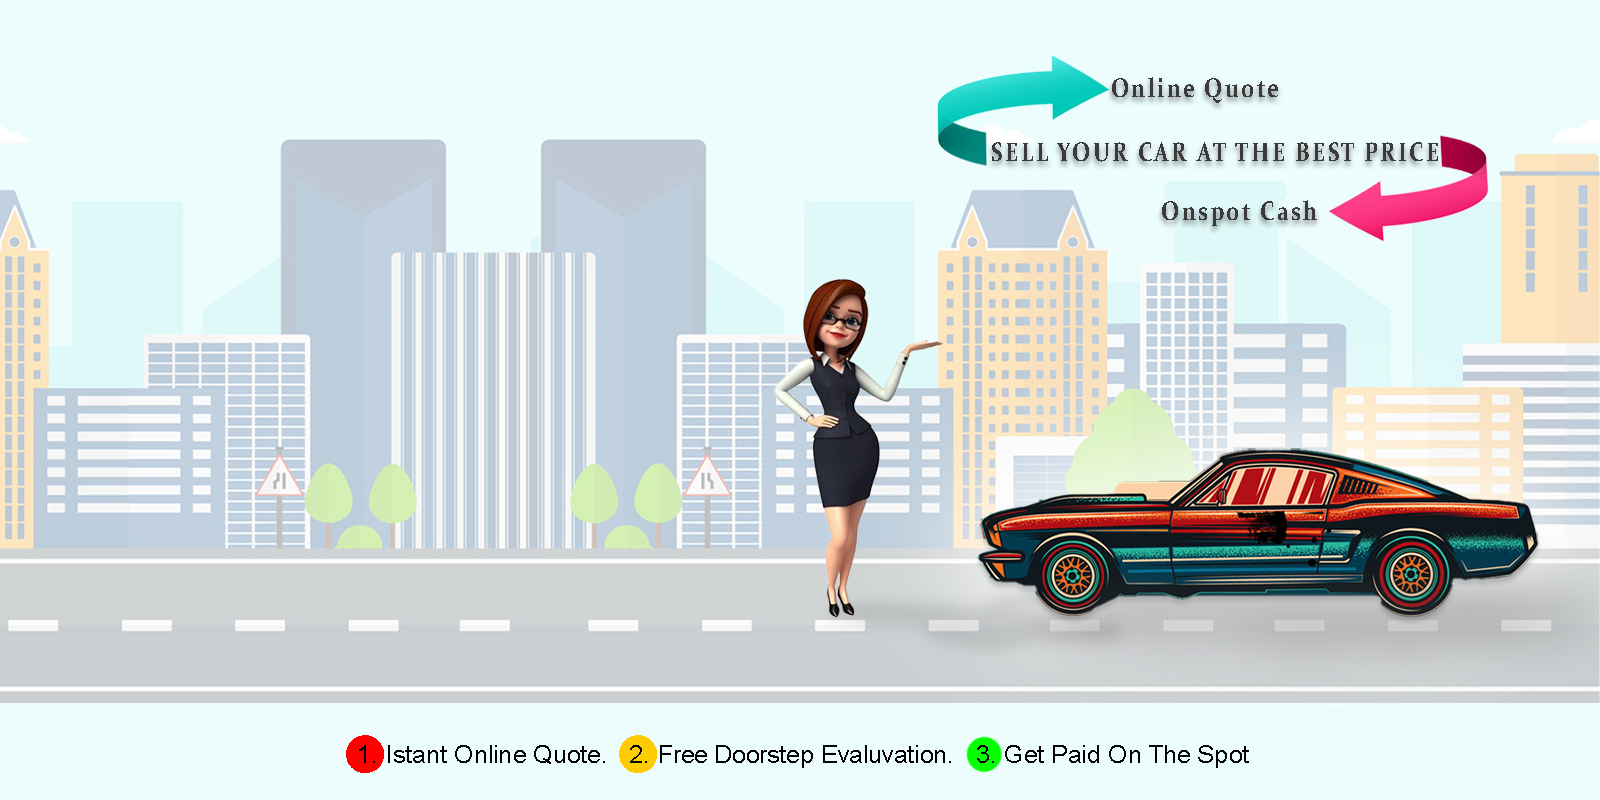 Online Quote
SELL YOUR CAR AT THE BEST PRICE
Onspot Cash
1. Istant Online Quote. 2. Free Doorstep Evaluvation. 3. Get Paid On The Spot